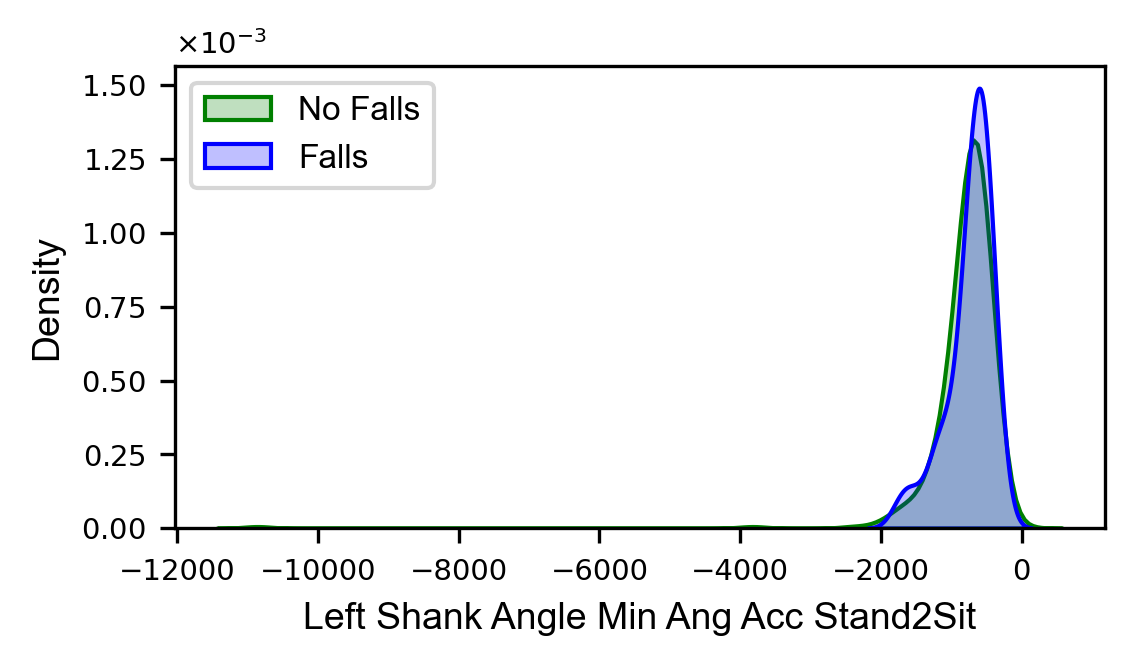 ×10⁻³
1.50
1.25
1.00
0.75
0.50
0.25
0.00
Density
No Falls
Falls
−12000 −10000 −8000 −6000 −4000 −2000 0
Left Shank Angle Min Ang Acc Stand2Sit